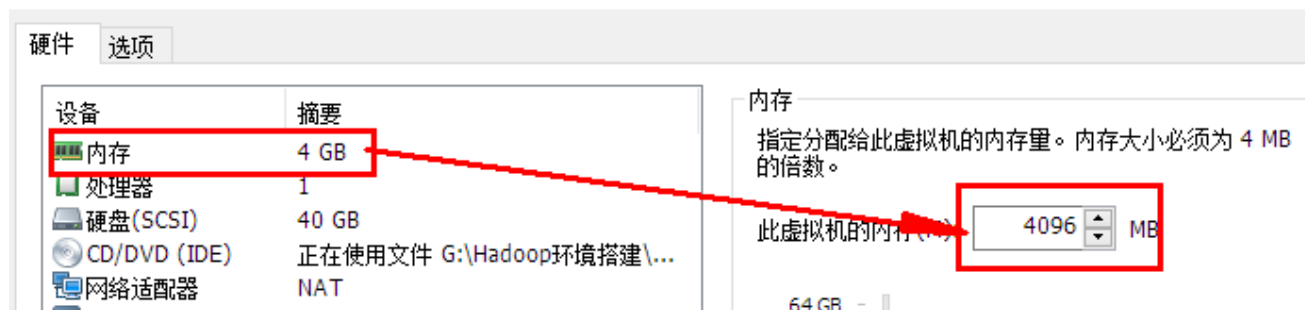 硬件 选项
设备 摘要
内存 4 GB
处理器 1
硬盘(SCSI) 40 GB
CD/DVD (IDE) 正在使用文件 G:\Hadoop环境搭建\...
网络适配器 NAT
内存
指定分配给此虚拟机的内存量。内存大小必须为 4 MB
的倍数。
此虚拟机的内存 4096 MB
64 GB